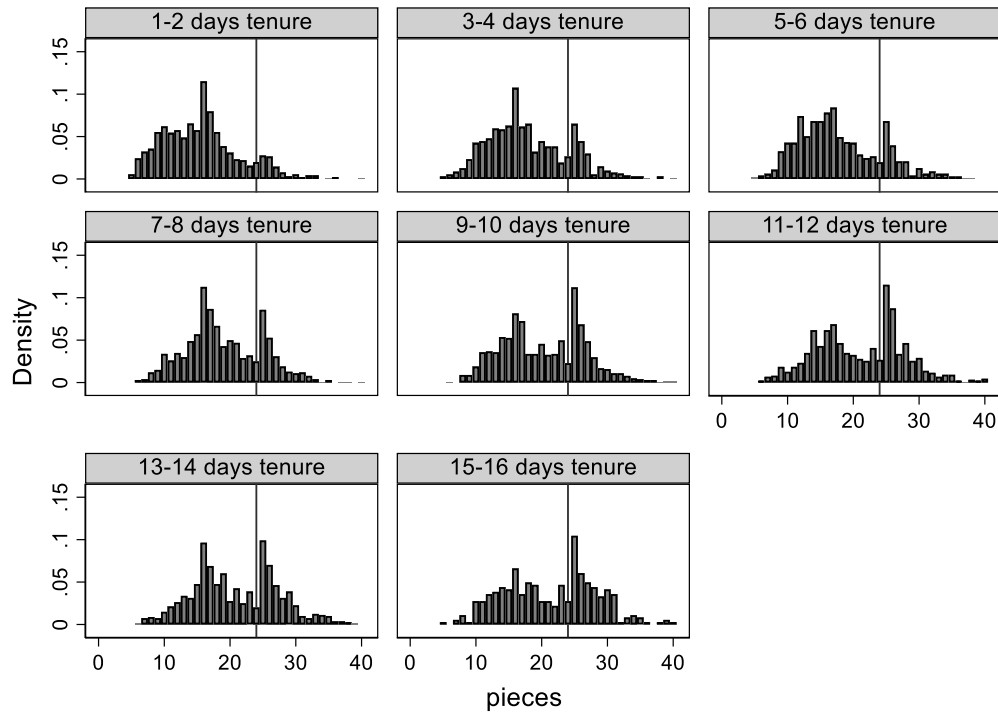 1-2 days tenure
3-4 days tenure
5-6 days tenure
.15
.1
.05
0
7-8 days tenure
9-10 days tenure
11-12 days tenure
.15
.1
.05
0
0 10 20 30 40
13-14 days tenure
15-16 days tenure
.15
.1
.05
0
0 10 20 30 40
0 10 20 30 40
Density
pieces